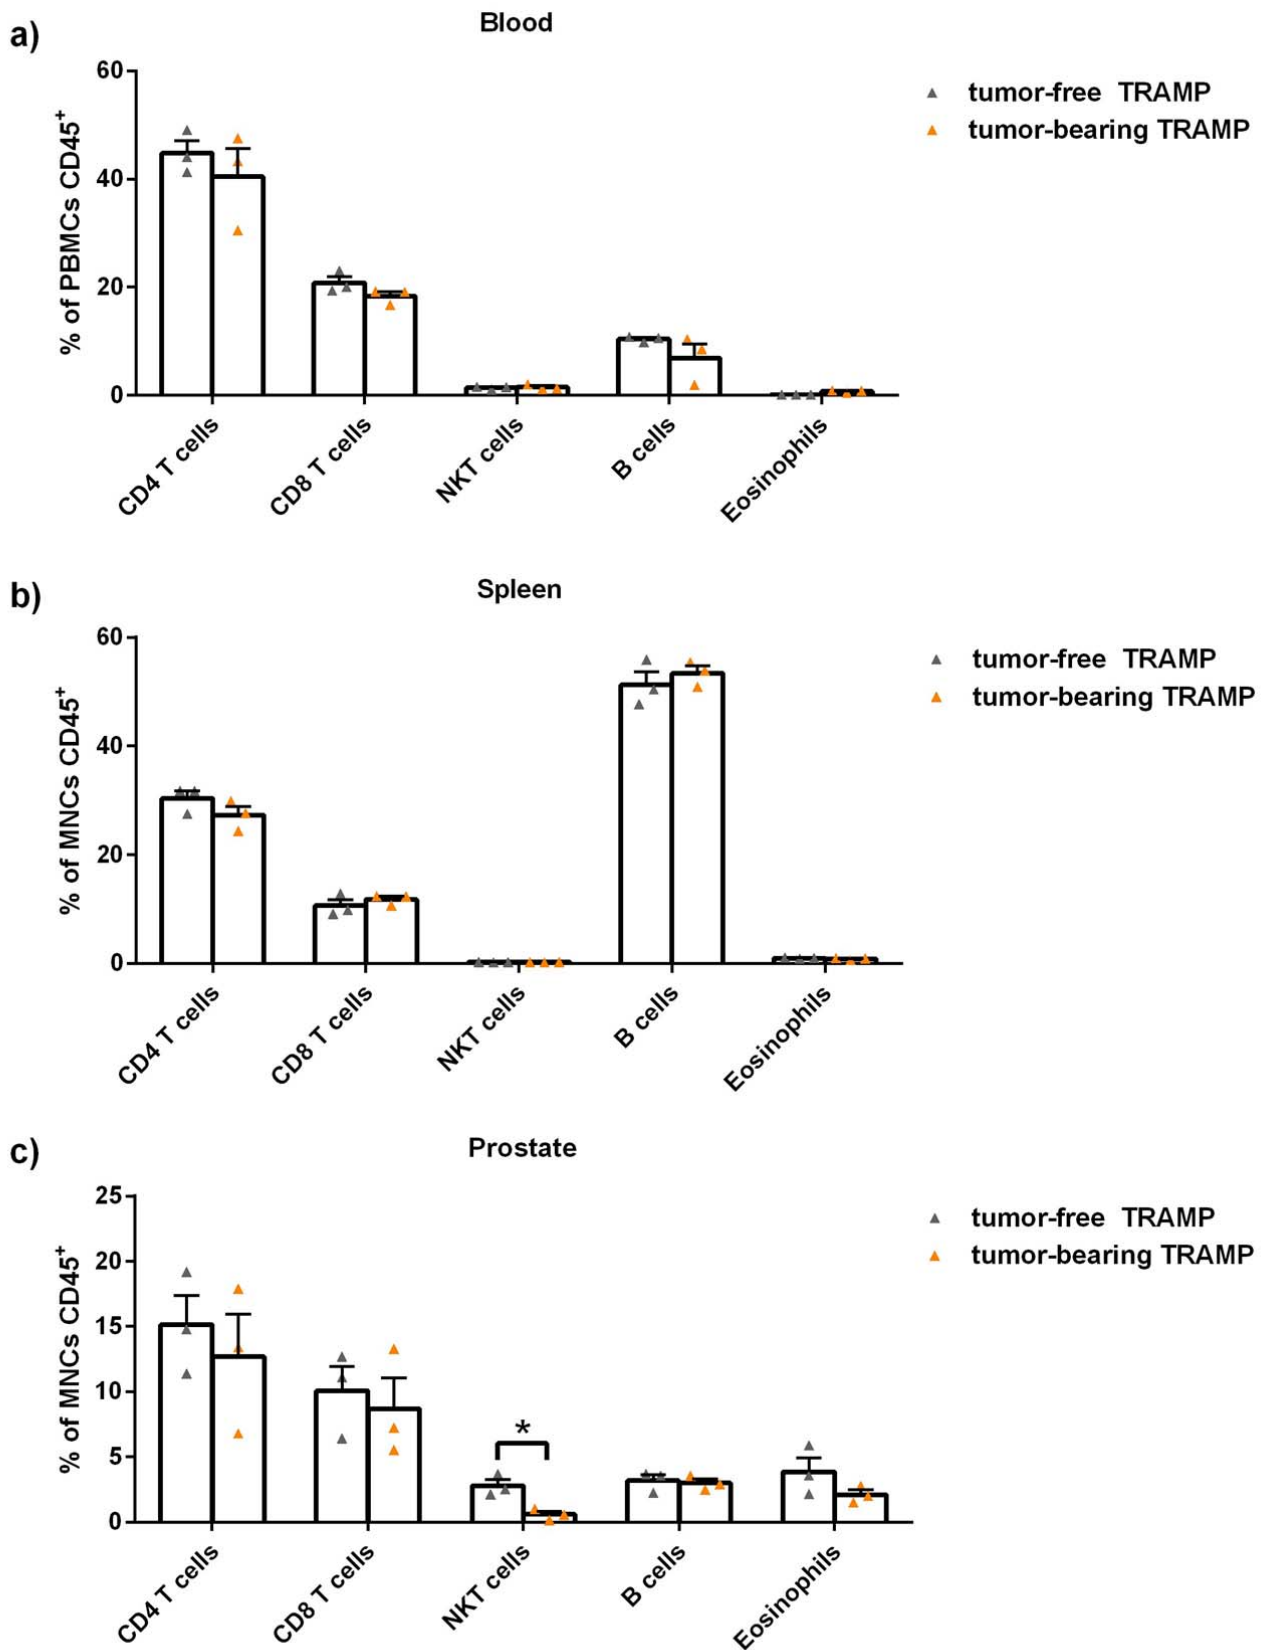 a)
Blood
% of PBMCs CD45+
60
40
20
0
CD4 T cells
CD8 T cells
NKT cells
B cells
Eosinophils
tumor-free TRAMP
tumor-bearing TRAMP
b)
Spleen
% of MNCs CD45+
60
40
20
0
CD4 T cells
CD8 T cells
NKT cells
B cells
Eosinophils
tumor-free TRAMP
tumor-bearing TRAMP
c)
Prostate
% of MNCs CD45+
25
20
15
10
5
0
*
CD4 T cells
CD8 T cells
NKT cells
B cells
Eosinophils
tumor-free TRAMP
tumor-bearing TRAMP